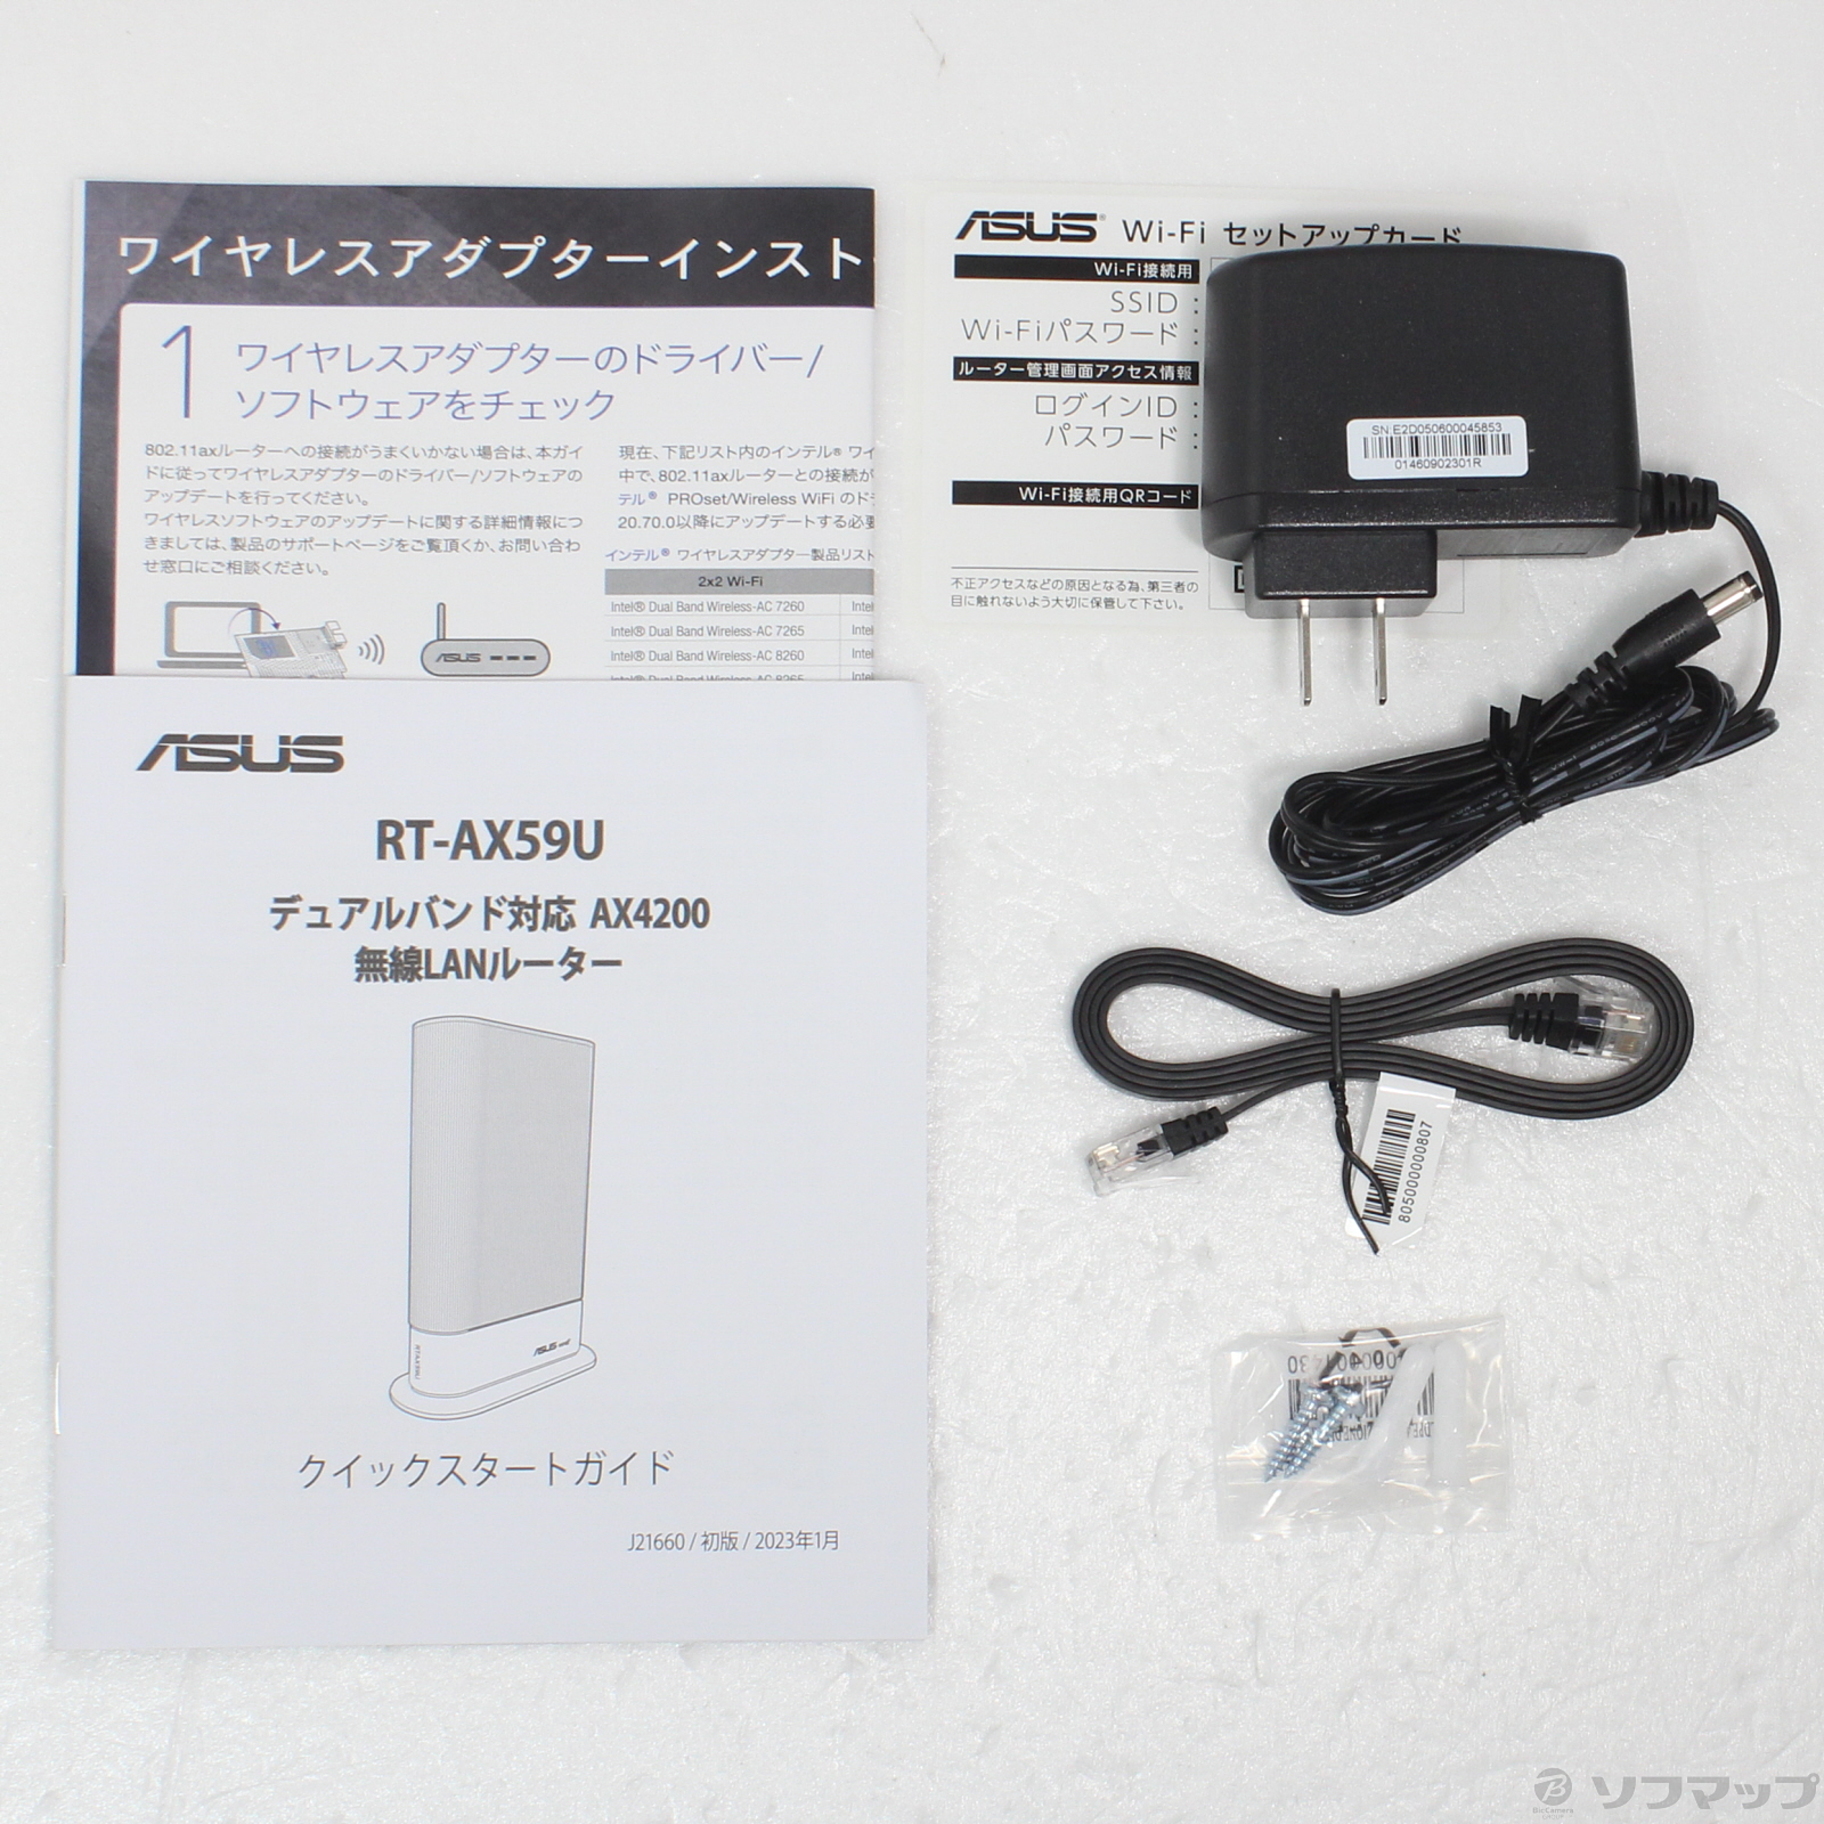 ワイヤレスアダプターインスト
1 ワイヤレスアダプターのドライバー/
ソフトウェアをチェック
802.11axルーターへの接続がうまくいかない場合は、本ガイ
ドに従ってワイヤレスアダプターのドライバー/ソフトウェアの
アップデートを行ってください。
ワイヤレスソフトウェアのアップデートに関する詳細情報につ
きましては、製品のサポートページをご覧頂くか、お問い合わ
せ窓口にご相談ください。
現在、下記リスト内のインテル® ワイ
中で、802.11axルーターとの接続が
テル® PROset/Wireless WiFi のド
20.70.0以降にアップデートする必要
インテル® ワイヤレスアダプター製品リスト
2x2 Wi-Fi
Intel® Dual Band Wireless-AC 7260 Intel
Intel® Dual Band Wireless-AC 7265 Intel
Intel® Dual Band Wireless-AC 8260 Intel
Intel® Dual Band Wireless-AC 8265 Intel
ASUS
ASUS
RT-AX59U
デュアルバンド対応 AX4200
無線LANルーター
ASUS
RT-AX59U
クイックスタートガイド
J21660 / 初版 / 2023年1月
ASUS® Wi-Fi セットアップカード
Wi-Fi接続用
SSID :
Wi-Fiパスワード :
ルーター管理画面アクセス情報
ログインID :
パスワード :
Wi-Fi接続用QRコード
不正アクセスなどの原因となる為、第三者の
目に触れないよう大切に保管して下さい。
SN:E2D050600045853
01460902301R
80500000807
BicCamera
GROUP
ソフマップ